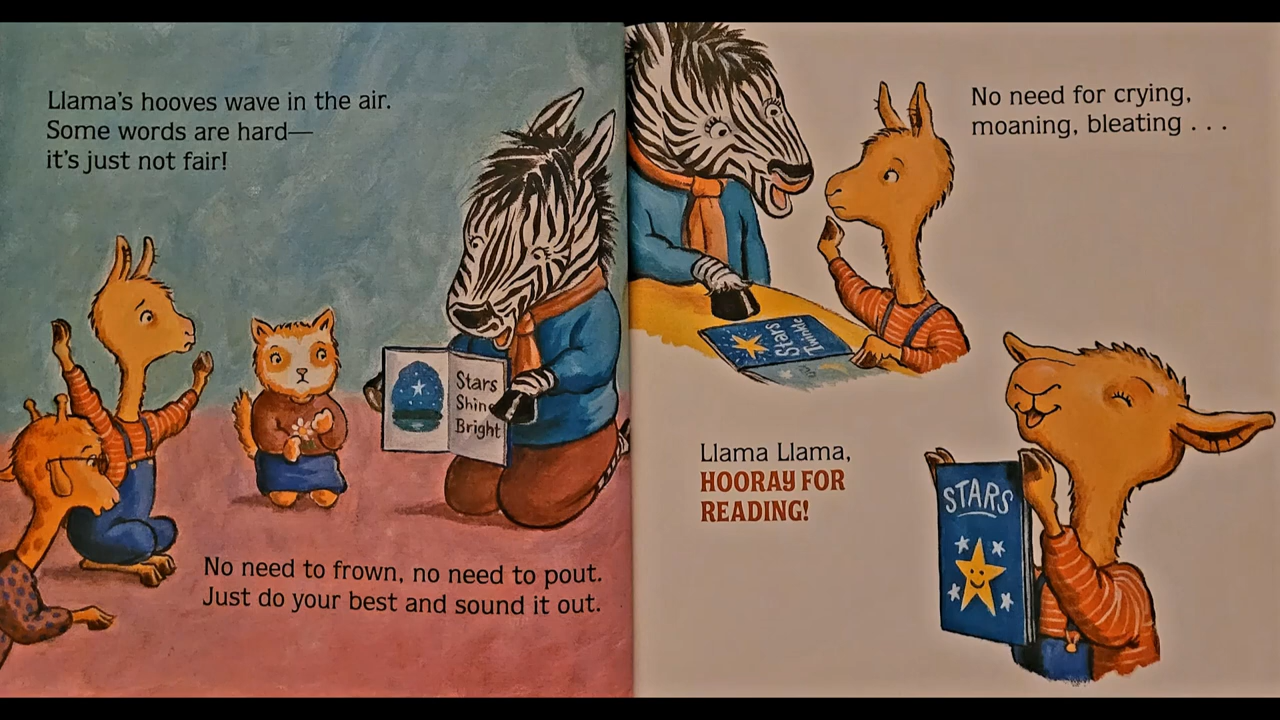 Llama's hooves wave in the air.
Some words are hard—
it's just not fair!
Stars
Shine
Bright
No need to frown, no need to pout.
Just do your best and sound it out.
No need for crying,
moaning, bleating . . .
Stars
Twinkle
Llama Llama,
HOORAY FOR
READING!
STARS